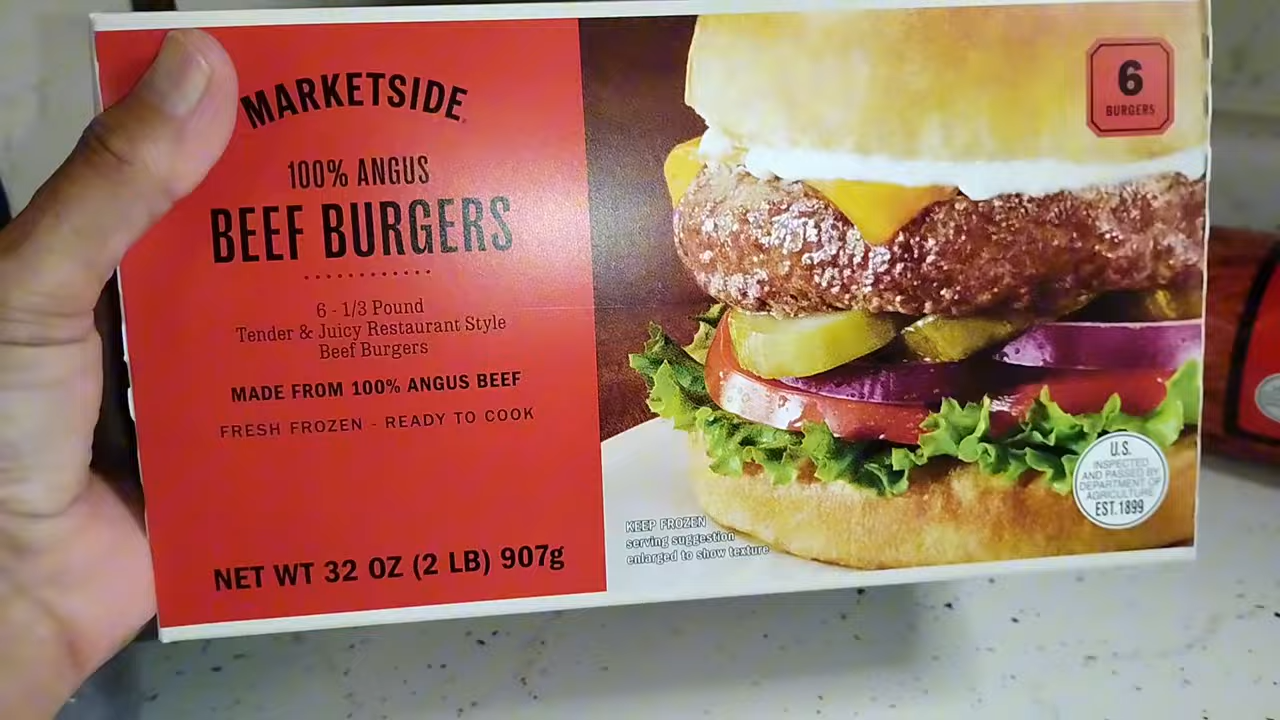 MARKETSIDE
100% ANGUS
BEEF BURGERS
6 - 1/3 Pound
Tender & Juicy Restaurant Style
Beef Burgers
MADE FROM 100% ANGUS BEEF
FRESH FROZEN - READY TO COOK
NET WT 32 OZ (2 LB) 907g
6
BURGERS
KEEP FROZEN
serving suggestion
enlarged to show texture
U.S.
INSPECTED
AND PASSED BY
DEPARTMENT OF
AGRICULTURE
EST.1899